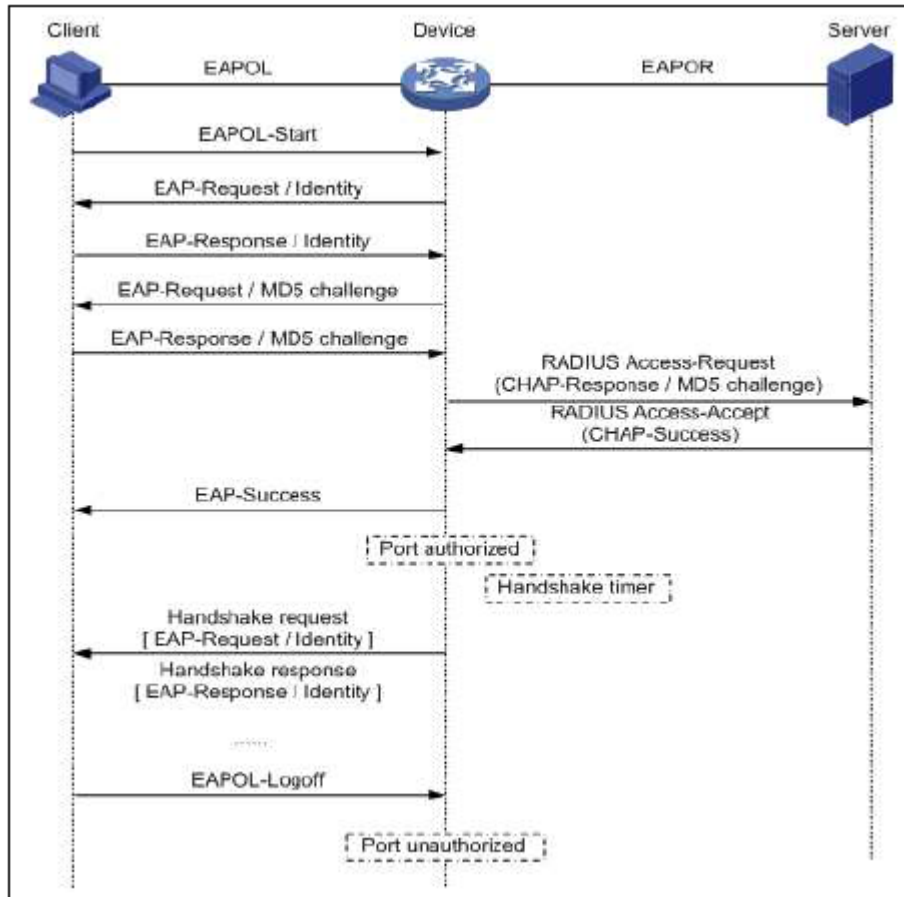 Client
Device
Server
EAPOL
EAPOR
EAPOL-Start
EAP-Request / Identity
EAP-Response / Identity
EAP-Request / MD5 challenge
EAP-Response / MD5 challenge
RADIUS Access-Request
(CHAP-Response / MD5 challenge)
RADIUS Access-Accept
(CHAP-Success)
EAP-Success
Port authorized
Handshake timer
Handshake request
[ EAP-Request / Identity ]
Handshake response
[ EAP-Response / Identity ]
......
EAPOL-Logoff
Port unauthorized